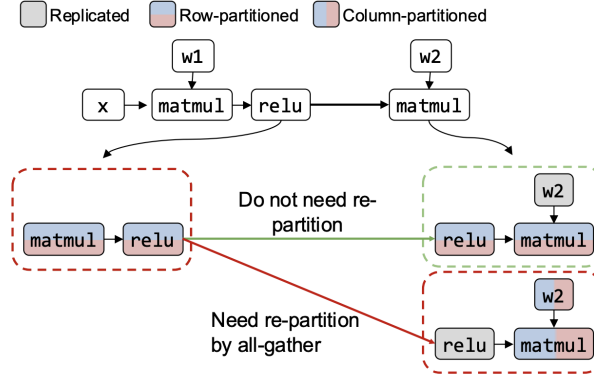 Replicated Row-partitioned Column-partitioned
w1 w2
x matmul relu matmul
Do not need re-
partition
w2
matmul relu relu matmul
w2
Need re-partition
by all-gather
relu matmul